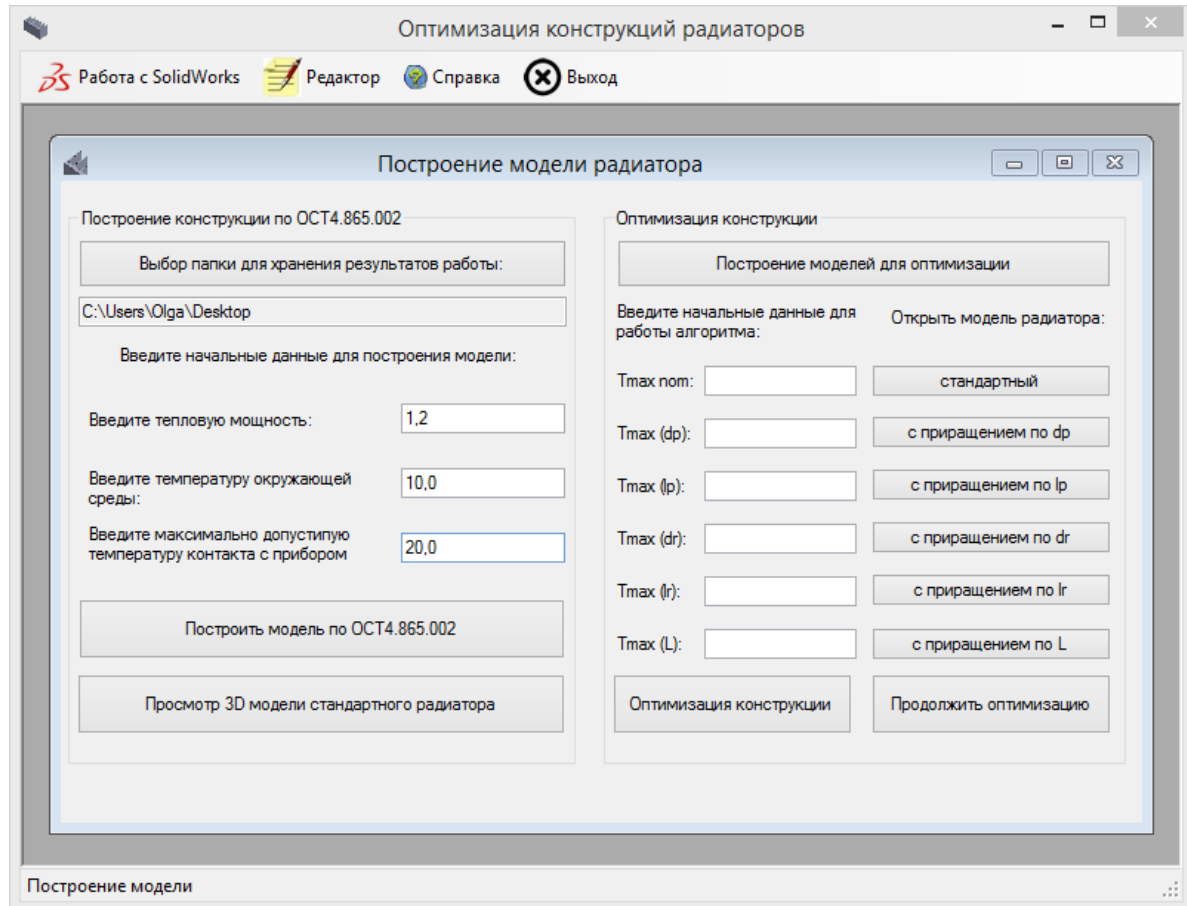 Оптимизация конструкций радиаторов
Работа с SolidWorks Редактор Справка Выход
Построение модели радиатора
Построение конструкции по ОСТ4.865.002
Выбор папки для хранения результатов работы:
C:\Users\Olga\Desktop
Введите начальные данные для построения модели:
Введите тепловую мощность: 1,2
Введите температуру окружающей
среды: 10,0
Введите максимально допустипую
температуру контакта с прибором 20,0
Построить модель по ОСТ4.865.002
Просмотр 3D модели стандартного радиатора
Оптимизация конструкции
Построение моделей для оптимизации
Введите начальные данные для
работы алгоритма:
Открыть модель радиатора:
Tmax nom: стандартный
Tmax (dp): с приращением по dp
Tmax (lp): с приращением по lp
Tmax (dr): с приращением по dr
Tmax (lr): с приращением по lr
Tmax (L): с приращением по L
Оптимизация конструкции Продолжить оптимизацию
Построение модели